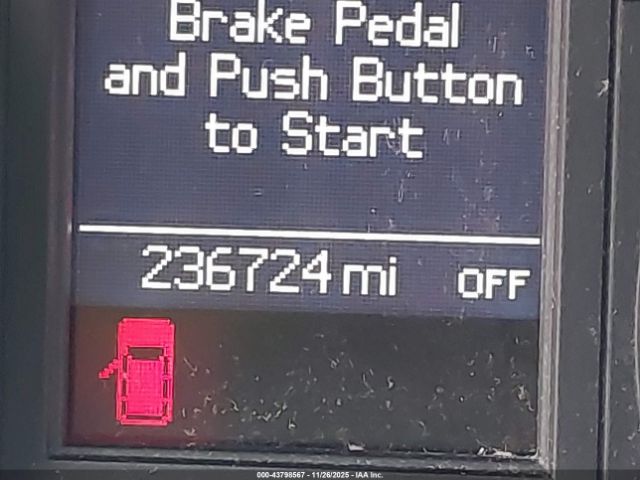 Brake Pedal
and Push Button
to Start
236724 mi OFF
000-43798567 - 11/26/2025 - IAA Inc.